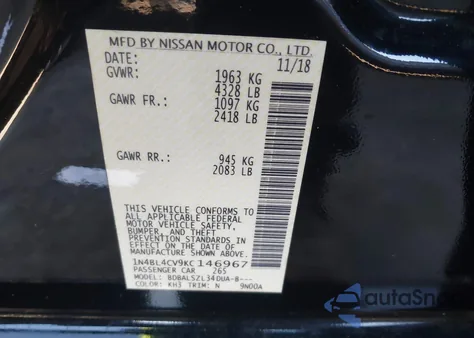 MFD BY NISSAN MOTOR CO., LTD.
DATE: 11/18
GVWR: 1963 KG
4328 LB
GAWR FR.: 1097 KG
2418 LB
GAWR RR.: 945 KG
2083 LB
THIS VEHICLE CONFORMS TO ALL
APPLICABLE FEDERAL MOTOR
VEHICLE SAFETY,
BUMPER, AND THEFT
PREVENTION STANDARDS IN
EFFECT ON THE DATE OF
MANUFACTURE SHOWN ABOVE.
1N4BL4CV9KC 146967
PASSENGER CAR 265
MODEL: BDBALSZL34DUA-B---
COLOR: KH3 TRIM: N 9N00A
autoSna